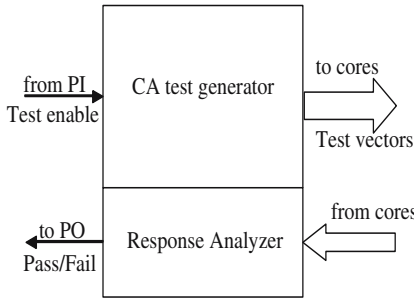 from PI
Test enable
CA test generator
to cores
Test vectors
to PO
Pass/Fail
Response Analyzer
from cores